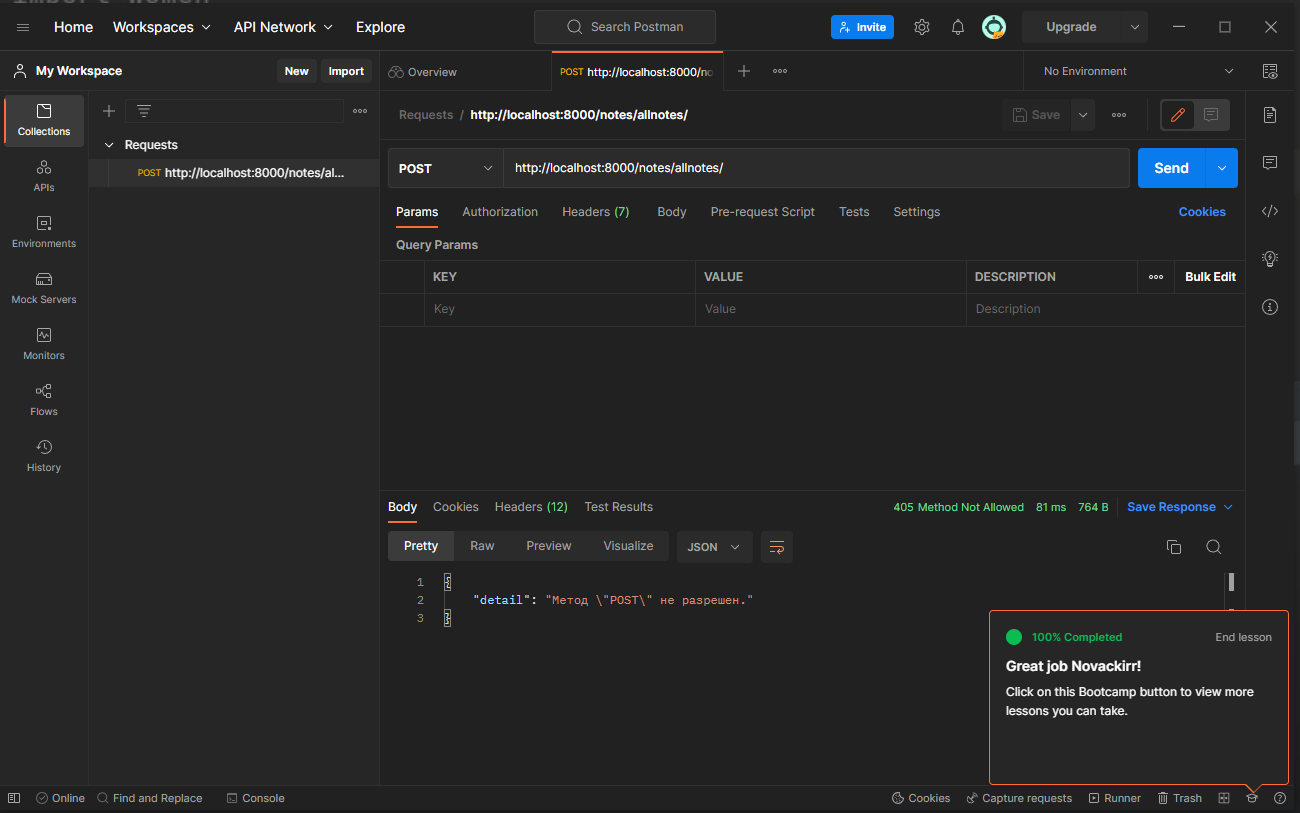 Home Workspaces API Network Explore Search Postman Invite Upgrade
My Workspace New Import Overview POST http://localhost:8000/no No Environment
Requests / http://localhost:8000/notes/allnotes/ Save
Collections
Requests
POST http://localhost:8000/notes/al...
POST http://localhost:8000/notes/allnotes/ Send
APIs
Params Authorization Headers (7) Body Pre-request Script Tests Settings Cookies
Environments
Query Params
KEY VALUE DESCRIPTION Bulk Edit
Key Value Description
Mock Servers
Monitors
Flows
History
Body Cookies Headers (12) Test Results 405 Method Not Allowed 81 ms 764 B Save Response
Pretty Raw Preview Visualize JSON
1 {
2 "detail": "Метод \"POST\" не разрешен."
3 }
100% Completed End lesson
Great job Novackirr!
Click on this Bootcamp button to view more
lessons you can take.
Online Find and Replace Console Cookies Capture requests Runner Trash